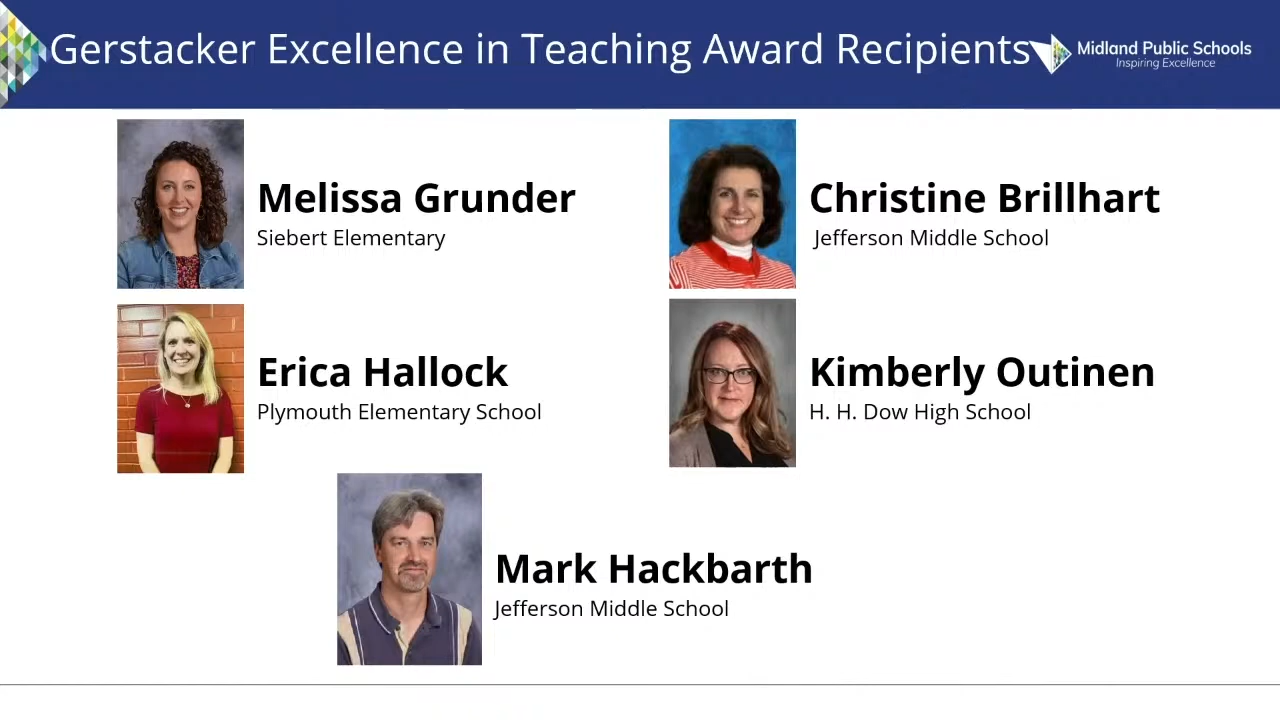 Gerstacker Excellence in Teaching Award Recipients
Midland Public Schools
Inspiring Excellence
Melissa Grunder
Siebert Elementary
Christine Brillhart
Jefferson Middle School
Erica Hallock
Plymouth Elementary School
Kimberly Outinen
H. H. Dow High School
Mark Hackbarth
Jefferson Middle School